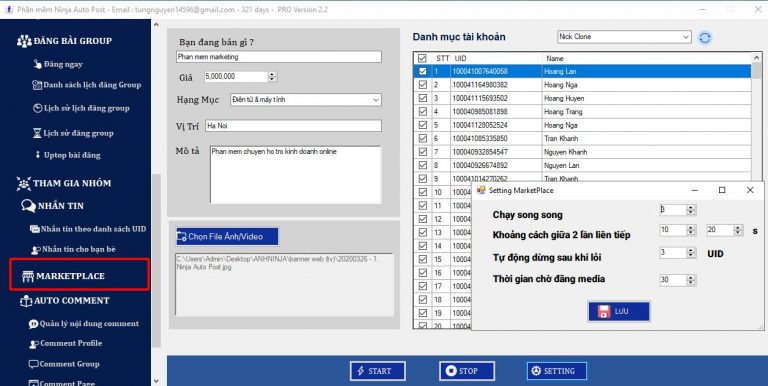 Phần mềm Ninja Auto Post - Email : tungnguyen14596@gmail.com - 321 days - PRO Version 2.2
ĐĂNG BÀI GROUP
Đăng ngay
Danh sách lịch đăng Group
Lịch sử lịch đăng Group
Lịch sử đăng group
Uptop bài đăng
THAM GIA NHÓM
NHẮN TIN
Nhắn tin theo danh sách UID
Nhắn tin cho bạn bè
MARKETPLACE
AUTO COMMENT
Quản lý nội dung comment
Comment Profile
Comment Group
Comment Page
Bạn đang bán gì ?
Phan mem marketing
Giá 5,000,000
Hạng Mục Điện tử & máy tính
Vị Trí Ha Noi
Mô tả Phan mem chuyen ho tro kinh doanh online
Chọn File Ảnh/Video
C:\Users\Admin\Desktop\ANHNINJA\banner web (tv)\20200326 - 1.
Ninja Auto Post.jpg
Danh mục tài khoản Nick Clone
STT UID Name
1 100041007640058 Hoang Lan
2 100041164980382 Hoang Nga
3 100041115693502 Hoang Huyen
4 100040985081898 Hoang Trang
5 100041128052524 Hoang Nga
6 100041085335850 Tran Khanh
7 100040932854547 Nguyen Khanh
8 100040926674892 Nguyen Lan
9 100041014270262 Tran Khanh
10 10004
11 10004
12 10004
13 10004
14 10004
15 10004
16 10004
17 10004
18 10004
19 10004
20 10004
Setting MarketPlace
Chạy song song 3
Khoảng cách giữa 2 lần liên tiếp 10 20 s
Tự động dừng sau khi lỗi 3 UID
Thời gian chờ đăng media 30
LƯU
START
STOP
SETTING